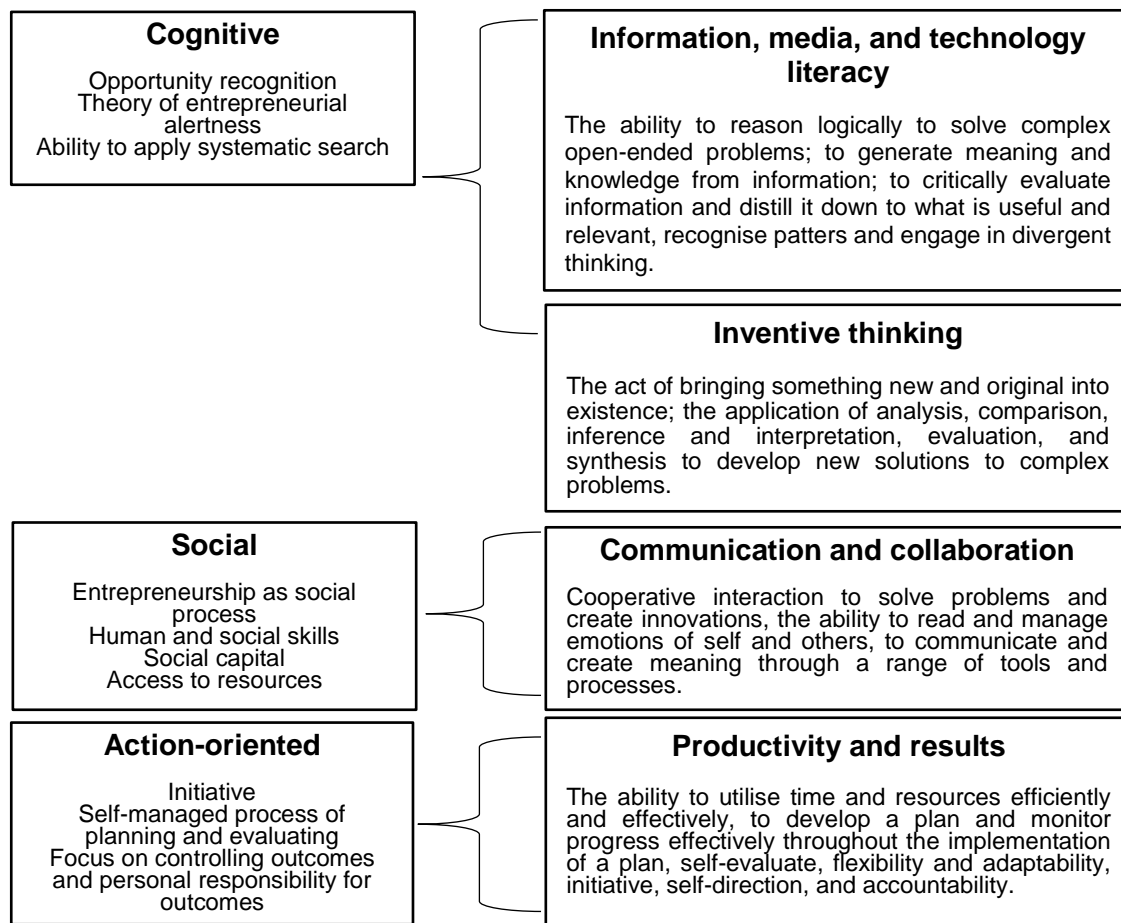 Cognitive
Opportunity recognition
Theory of entrepreneurial
alertness
Ability to apply systematic search
Information, media, and technology
literacy
The ability to reason logically to solve complex
open-ended problems; to generate meaning and
knowledge from information; to critically evaluate
information and distill it down to what is useful and
relevant, recognise patters and engage in divergent
thinking.
Inventive thinking
The act of bringing something new and original into
existence; the application of analysis, comparison,
inference and interpretation, evaluation, and
synthesis to develop new solutions to complex
problems.
Social
Entrepreneurship as social
process
Human and social skills
Social capital
Access to resources
Communication and collaboration
Cooperative interaction to solve problems and
create innovations, the ability to read and manage
emotions of self and others, to communicate and
create meaning through a range of tools and
processes.
Action-oriented
Initiative
Self-managed process of
planning and evaluating
Focus on controlling outcomes
and personal responsibility for
outcomes
Productivity and results
The ability to utilise time and resources efficiently
and effectively, to develop a plan and monitor
progress effectively throughout the implementation
of a plan, self-evaluate, flexibility and adaptability,
initiative, self-direction, and accountability.